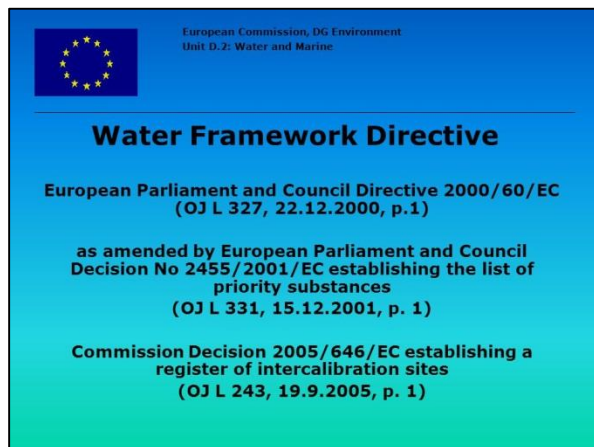 European Commission, DG Environment
Unit D.2: Water and Marine
Water Framework Directive
European Parliament and Council Directive 2000/60/EC
(OJ L 327, 22.12.2000, p.1)
as amended by European Parliament and Council
Decision No 2455/2001/EC establishing the list of
priority substances
(OJ L 331, 15.12.2001, p. 1)
Commission Decision 2005/646/EC establishing a
register of intercalibration sites
(OJ L 243, 19.9.2005, p. 1)